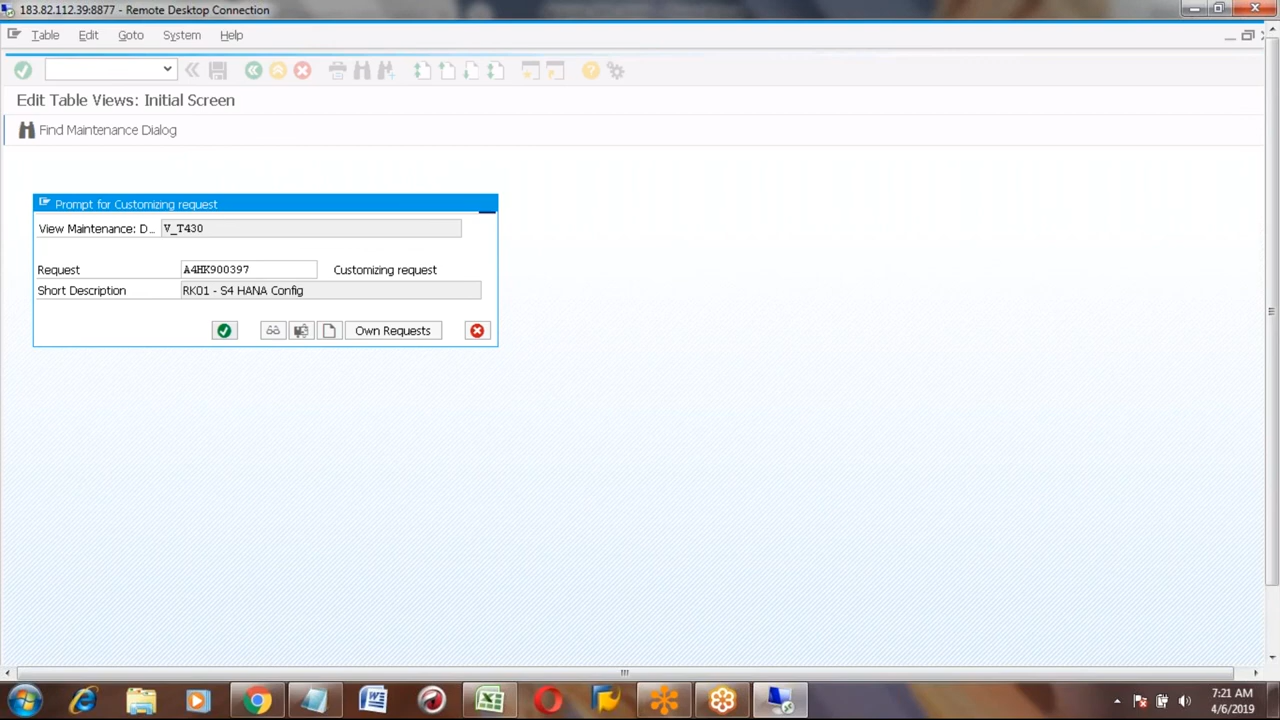 183.82.112.39:8877 - Remote Desktop Connection
Table Edit Goto System Help
Edit Table Views: Initial Screen
Find Maintenance Dialog
Prompt for Customizing request
View Maintenance: D... V_T430
Request A4HK900397 Customizing request
Short Description RK01 - S4 HANA Config
Own Requests
7:21 AM
4/6/2019